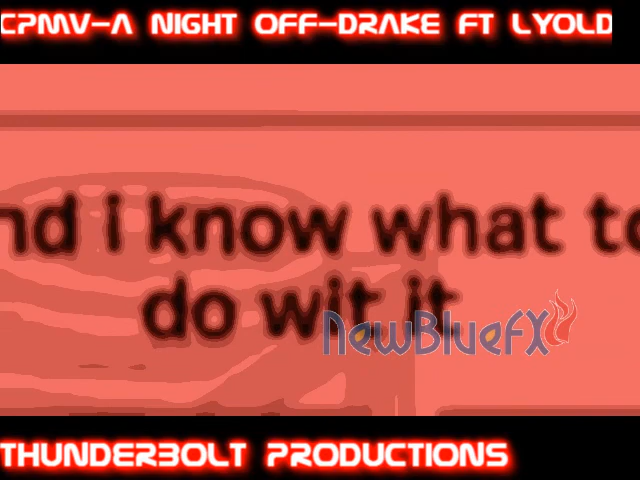 CPMV-A NIGHT OFF-DRAKE FT LYOLD
nd i know what to
do wit it
NewBlueFX
THUNDERBOLT PRODUCTIONS